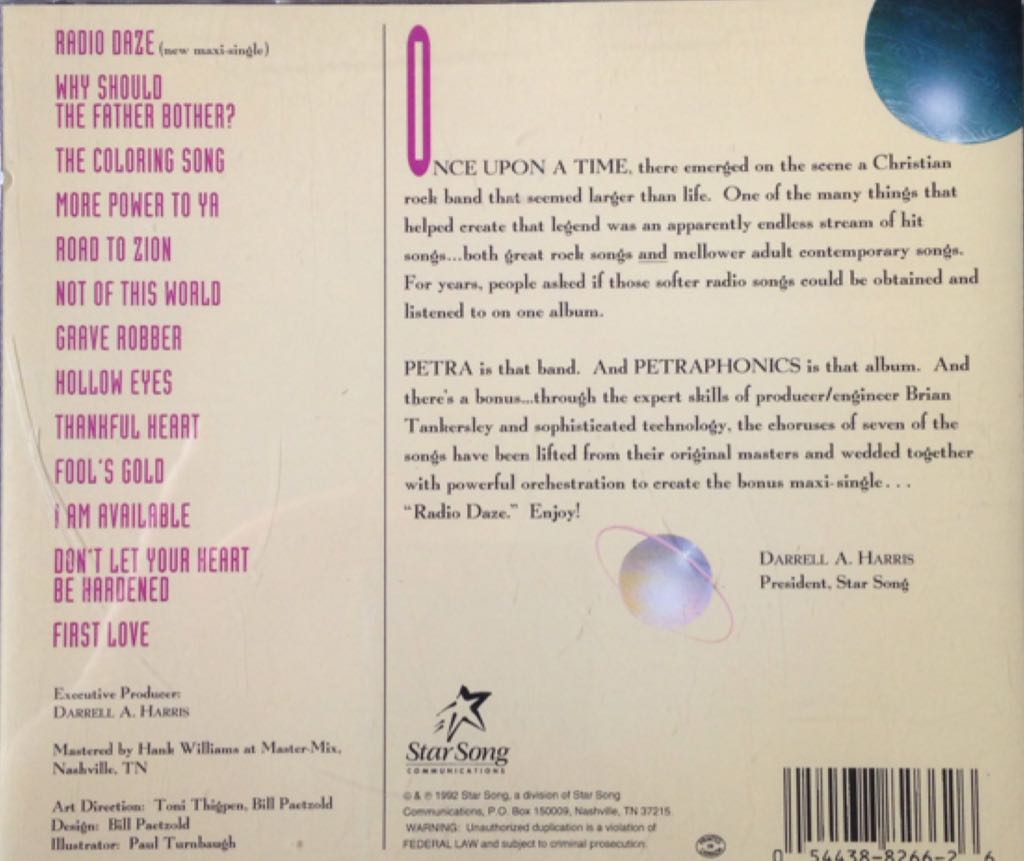 RADIO DAZE (new maxi-single)
WHY SHOULD
THE FATHER BOTHER?
THE COLORING SONG
MORE POWER TO YA
ROAD TO ZION
NOT OF THIS WORLD
GRAVE ROBBER
HOLLOW EYES
THANKFUL HEART
FOOL'S GOLD
I AM AVAILABLE
DON'T LET YOUR HEART
BE HARDENED
FIRST LOVE
Executive Producer:
DARRELL A. HARRIS
Mastered by Hank Williams at Master-Mix,
Nashville, TN
Art Direction: Toni Thigpen, Bill Paetzold
Design: Bill Paetzold
Illustrator: Paul Turnbaugh
ONCE UPON A TIME, there emerged on the scene a Christian
rock band that seemed larger than life. One of the many things that
helped create that legend was an apparently endless stream of hit
songs...both great rock songs and mellower adult contemporary songs.
For years, people asked if those softer radio songs could be obtained and
listened to on one album.
PETRA is that band. And PETRAPHONICS is that album. And
there's a bonus...through the expert skills of producer/engineer Brian
Tankersley and sophisticated technology, the choruses of seven of the
songs have been lifted from their original masters and wedded together
with powerful orchestration to create the bonus maxi-single...
"Radio Daze." Enjoy!
DARRELL A. HARRIS
President, Star Song
Star Song
COMMUNICATIONS
© & ℗ 1992 Star Song, a division of Star Song
Communications, P.O. Box 150009, Nashville, TN 37215.
WARNING: Unauthorized duplication is a violation of
FEDERAL LAW and subject to criminal prosecution.
0 54438-8266-2 6